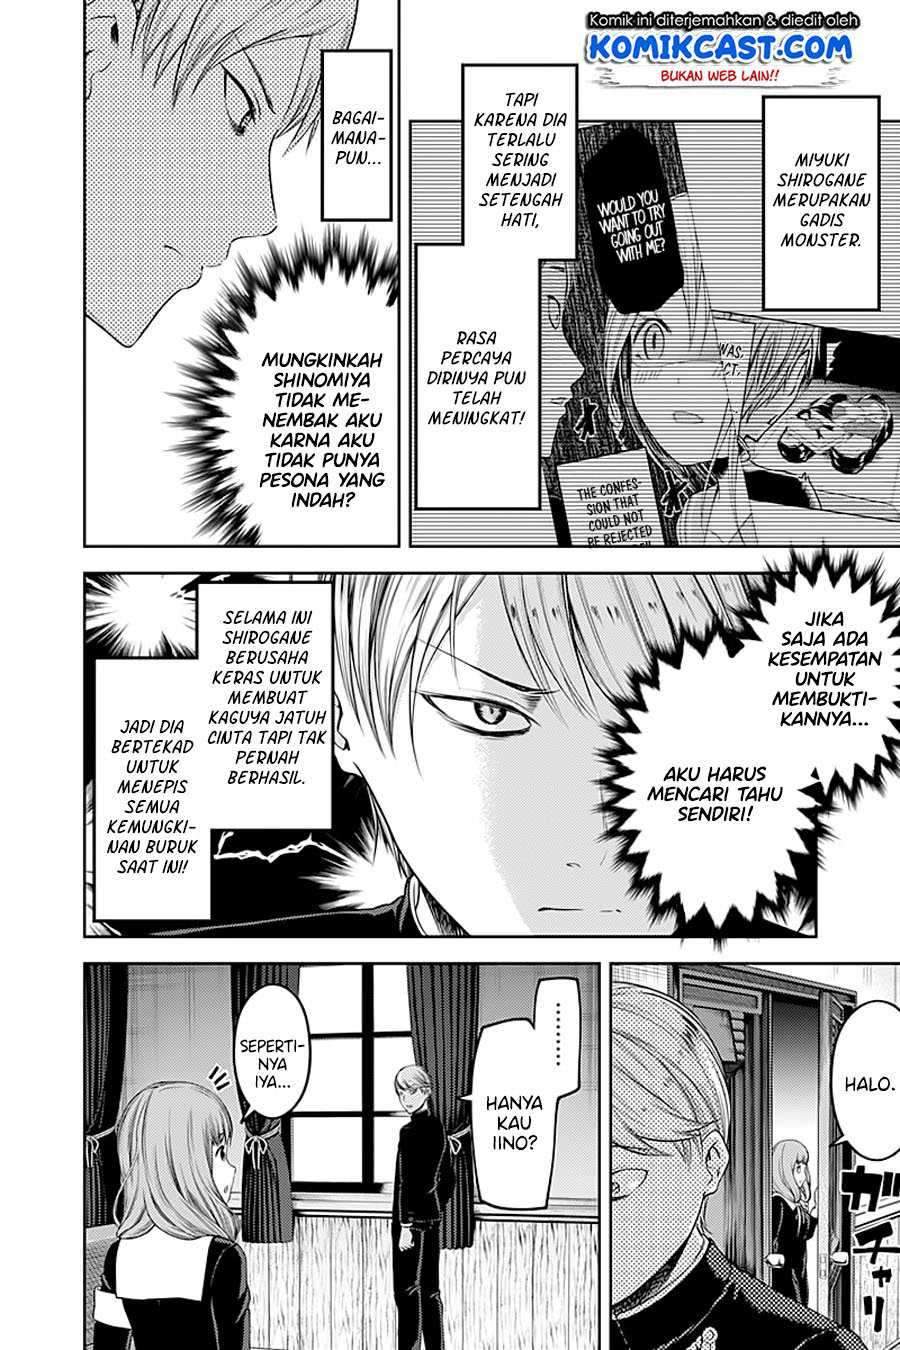 Komik ini diterjemahkan & diedit oleh
KOMIKCAST.COM
BUKAN WEB LAIN!!
MIYUKI
SHIROGANE
MERUPAKAN
GADIS
MONSTER.
WOULD YOU
WANT TO TRY
GOING OUT
WITH ME?
WAS,
CT.
THE CONFES-
SION THAT
COULD NOT
BE REJECTED
TAPI
KARENA DIA
TERLALU
SERING
MENJADI
SETENGAH
HATI,
RASA
PERCAYA
DIRINYA PUN
TELAH
MENINGKAT!
BAGAI-
MANA-
PUN...
MUNGKINKAH
SHINOMIYA
TIDAK ME-
NEMBAK AKU
KARNA AKU
TIDAK PUNYA
PESONA YANG
INDAH?
JIKA
SAJA ADA
KESEMPATAN
UNTUK
MEMBUKTI-
KANNYA...
AKU HARUS
MENCARI TAHU
SENDIRI!
SELAMA INI
SHIROGANE
BERUSAHA
KERAS UNTUK
MEMBUAT
KAGUYA JATUH
CINTA TAPI TAK
PERNAH
BERHASIL.
JADI DIA
BERTEKAD
UNTUK
MENEPIS
SEMUA
KEMUNGKI-
NAN BURUK
SAAT INI!
HALO.
ガチャ
.........
HANYA
KAU
IINO?
SEPERTI-
NYA
IYA...